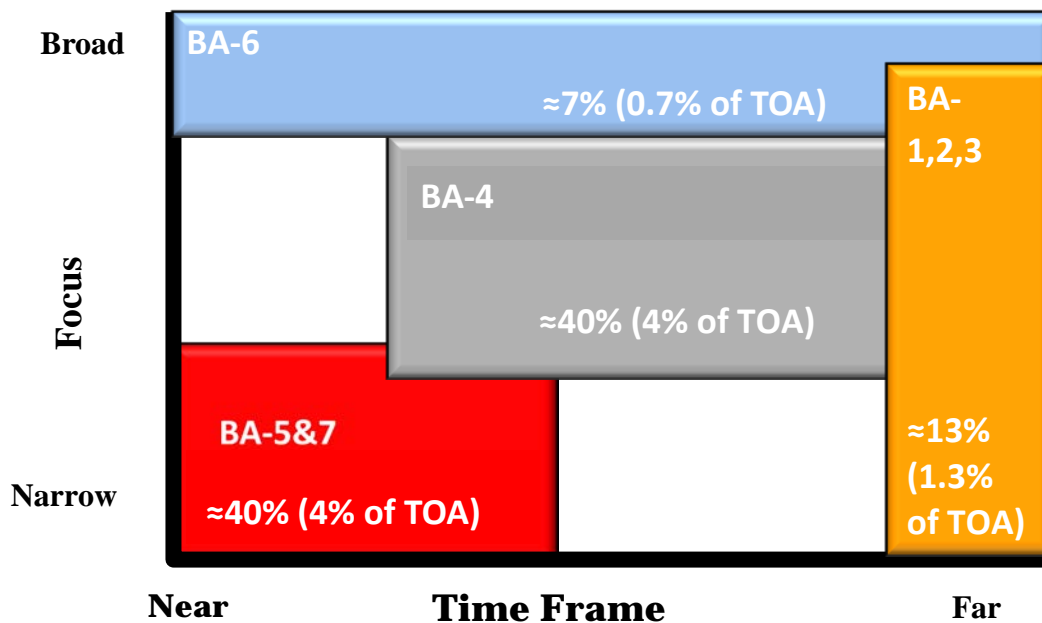 Broad
BA-6
≈7% (0.7% of TOA)
BA-
1,2,3
BA-4
Focus
≈40% (4% of TOA)
BA-5&7
≈13%
(1.3%
of TOA)
Narrow
≈40% (4% of TOA)
Near
Time Frame
Far